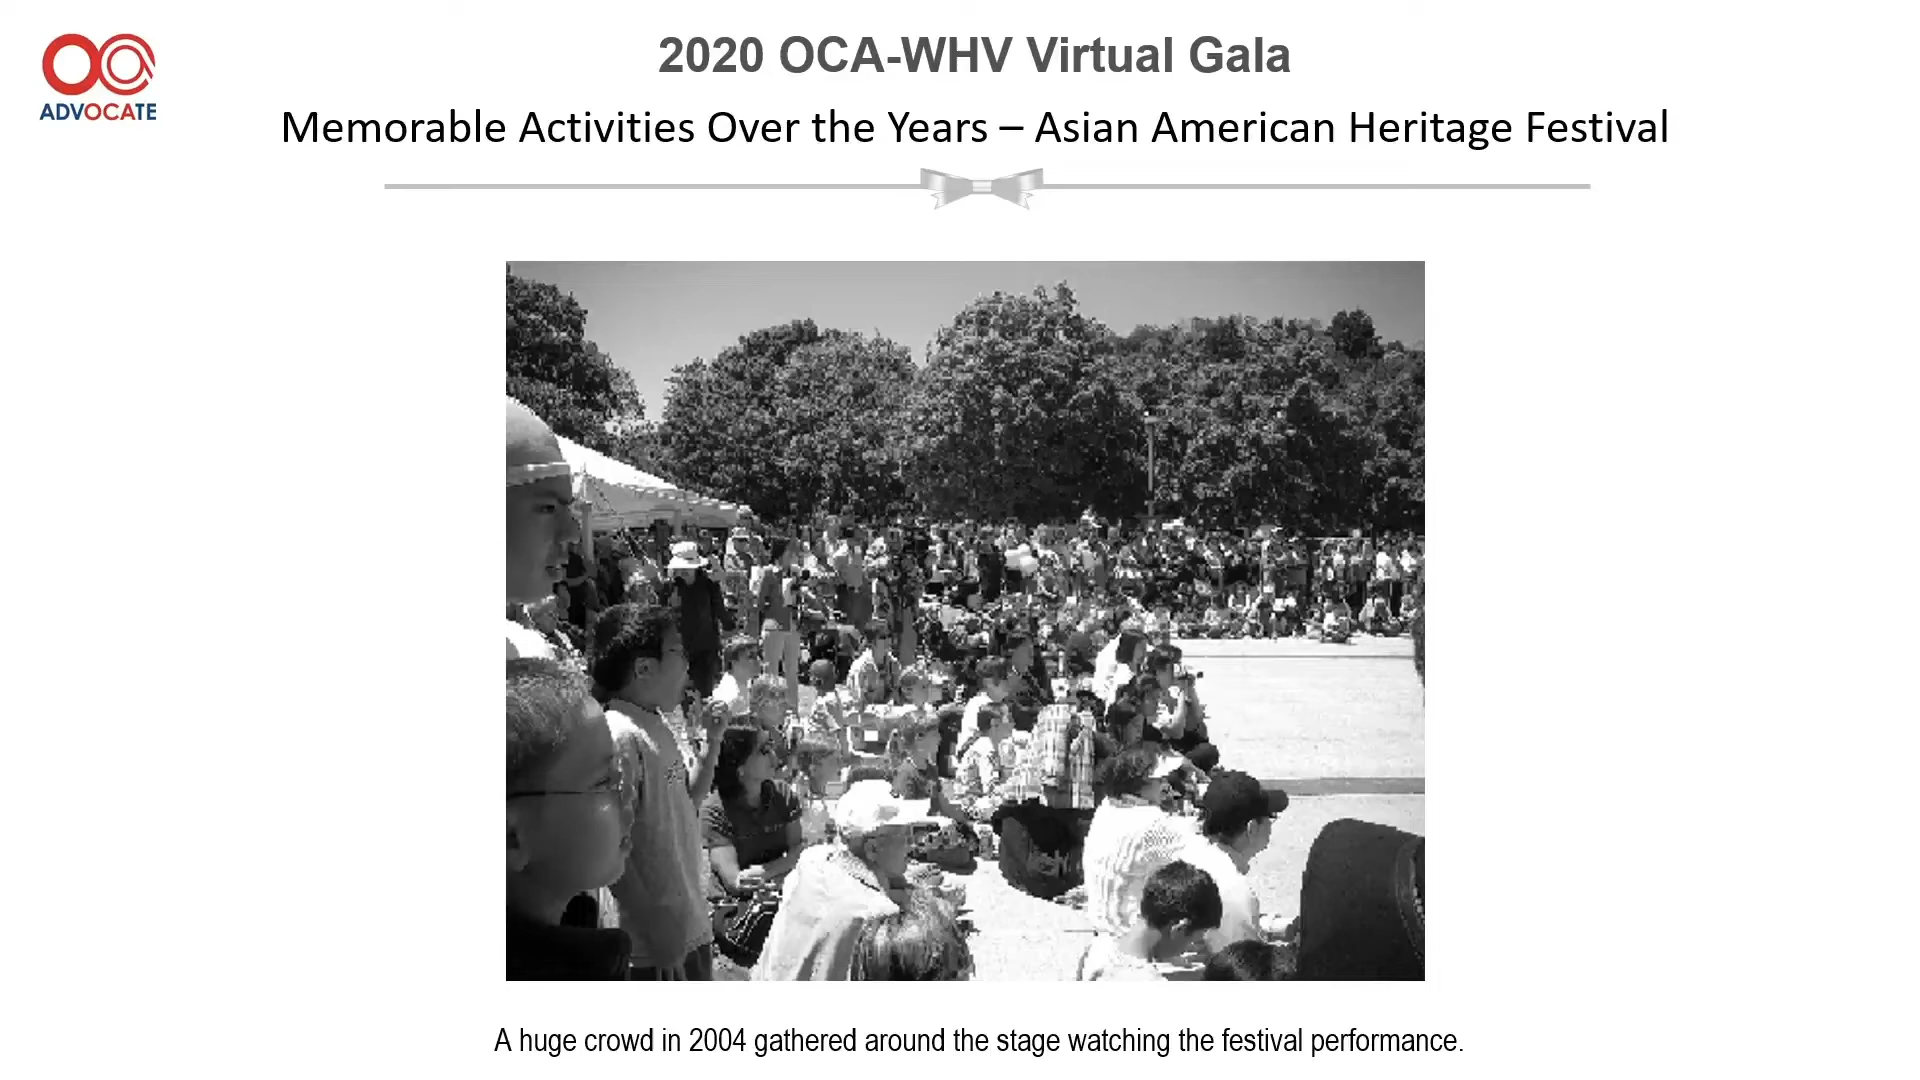 2020 OCA-WHV Virtual Gala
ADVOCATE
Memorable Activities Over the Years – Asian American Heritage Festival
A huge crowd in 2004 gathered around the stage watching the festival performance.